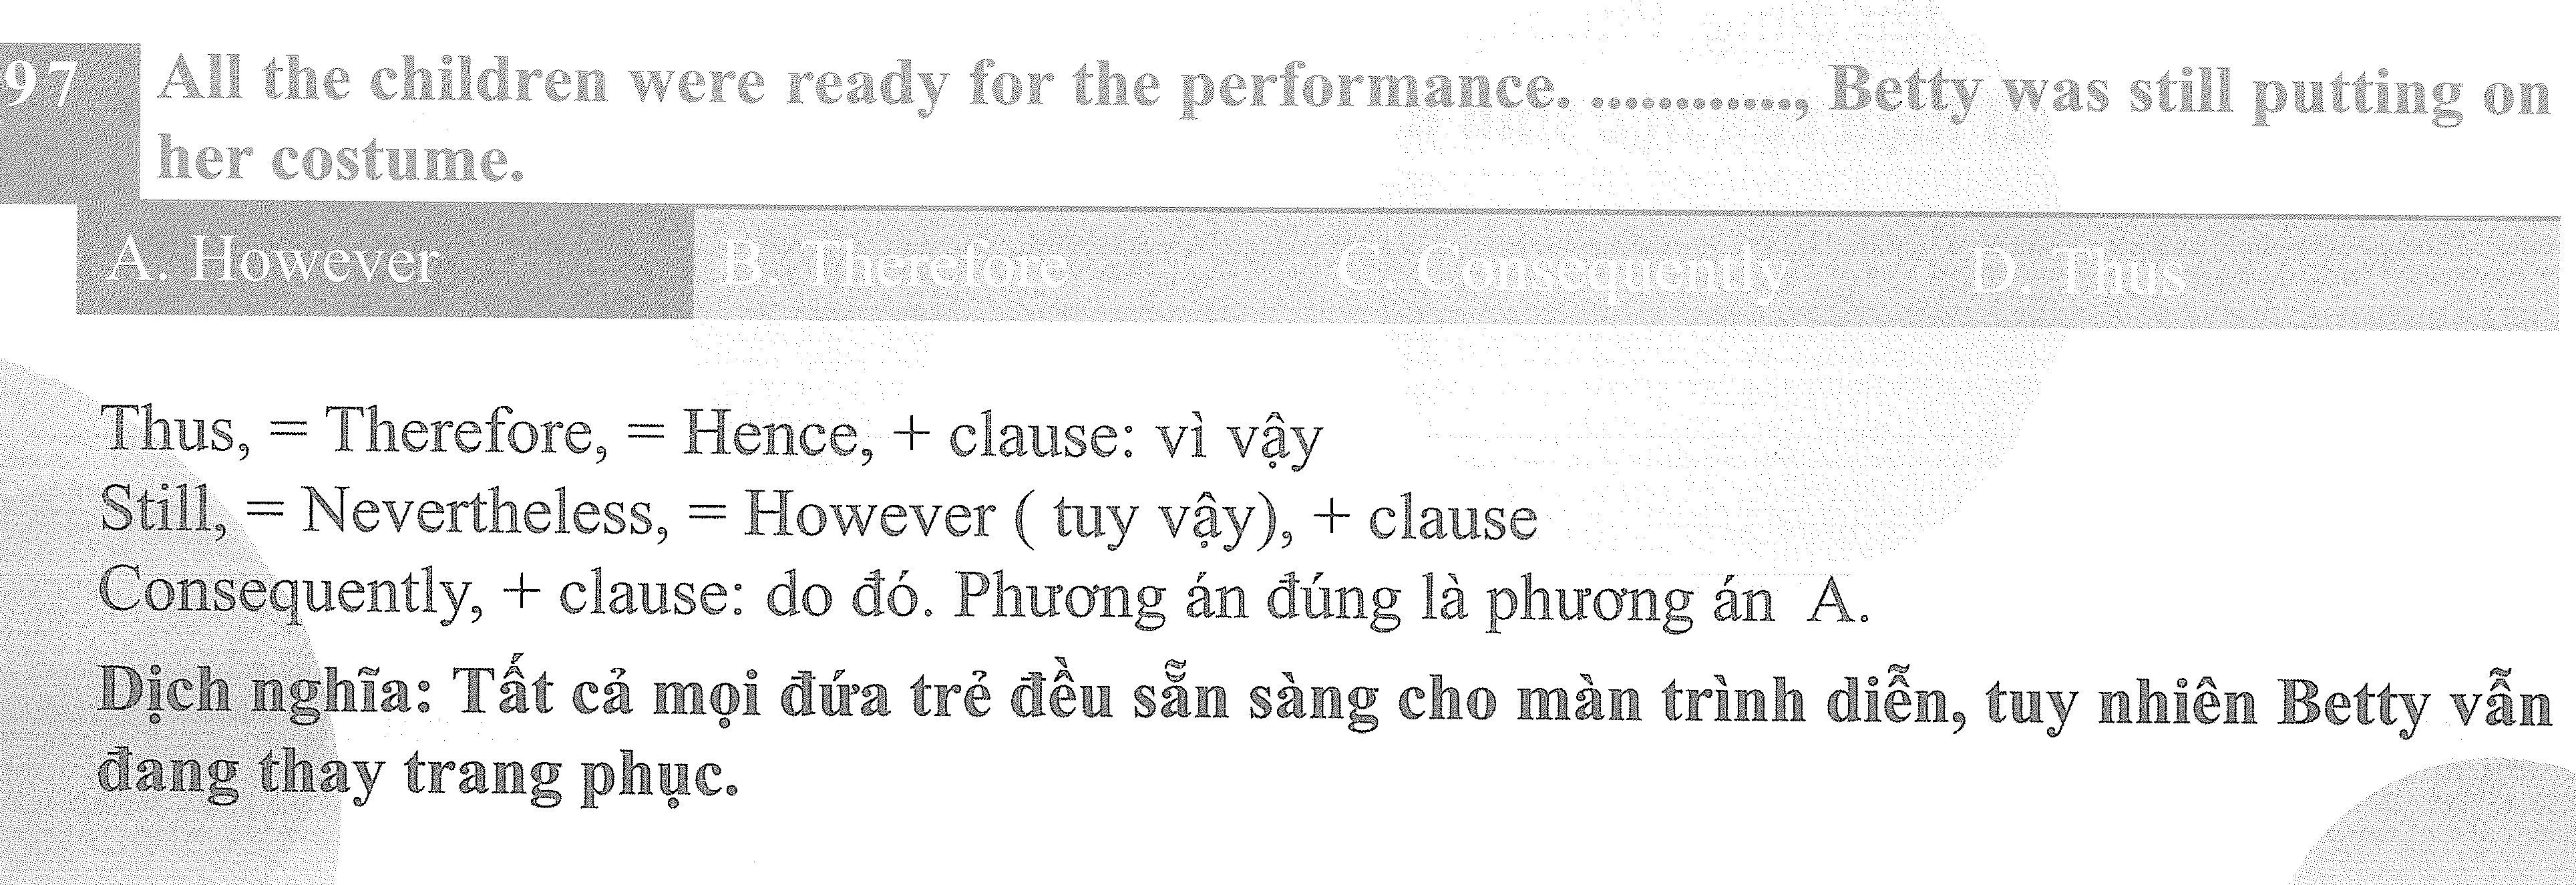 97 All the children were ready for the performance. ............, Betty was still putting on
her costume.
A. However B. Therefore C. Consequently D. Thus
Thus, = Therefore, = Hence, + clause: vì vậy
Still, = Nevertheless, = However ( tuy vậy), + clause
Consequently, + clause: do đó. Phương án đúng là phương án A.
Dịch nghĩa: Tất cả mọi đứa trẻ đều sẵn sàng cho màn trình diễn, tuy nhiên Betty vẫn
đang thay trang phục.